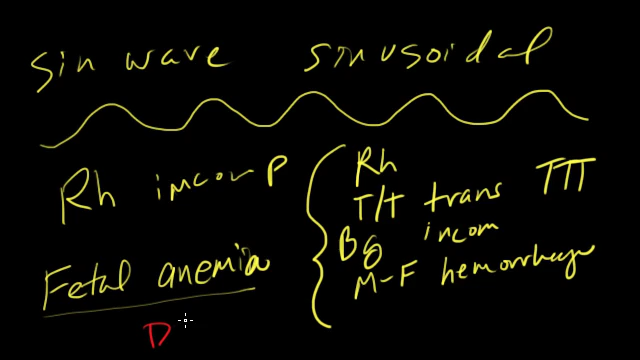 sin wave sinusoidal
Rh incomp
Fetal anemia
Rh
T/T trans TTT
Bg incom
M-F hemorrhage
D